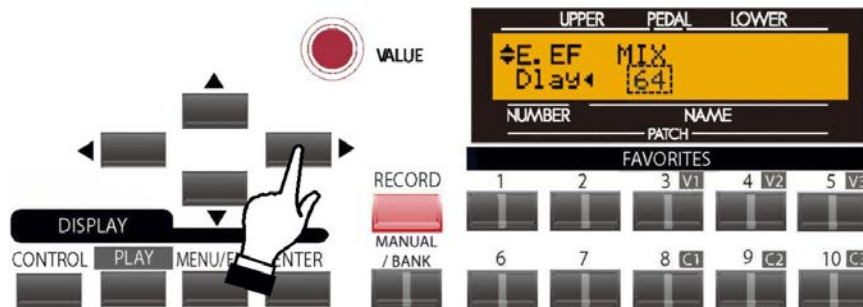 UPPER PEDAL LOWER
E. EF MIX
Dlay 64
NUMBER NAME
PATCH
VALUE
FAVORITES
RECORD
1 2 3 V1 4 V2 5 V3
DISPLAY
MANUAL
/ BANK
CONTROL PLAY MENU/E ENTER
6 7 8 C1 9 C2 10 C3